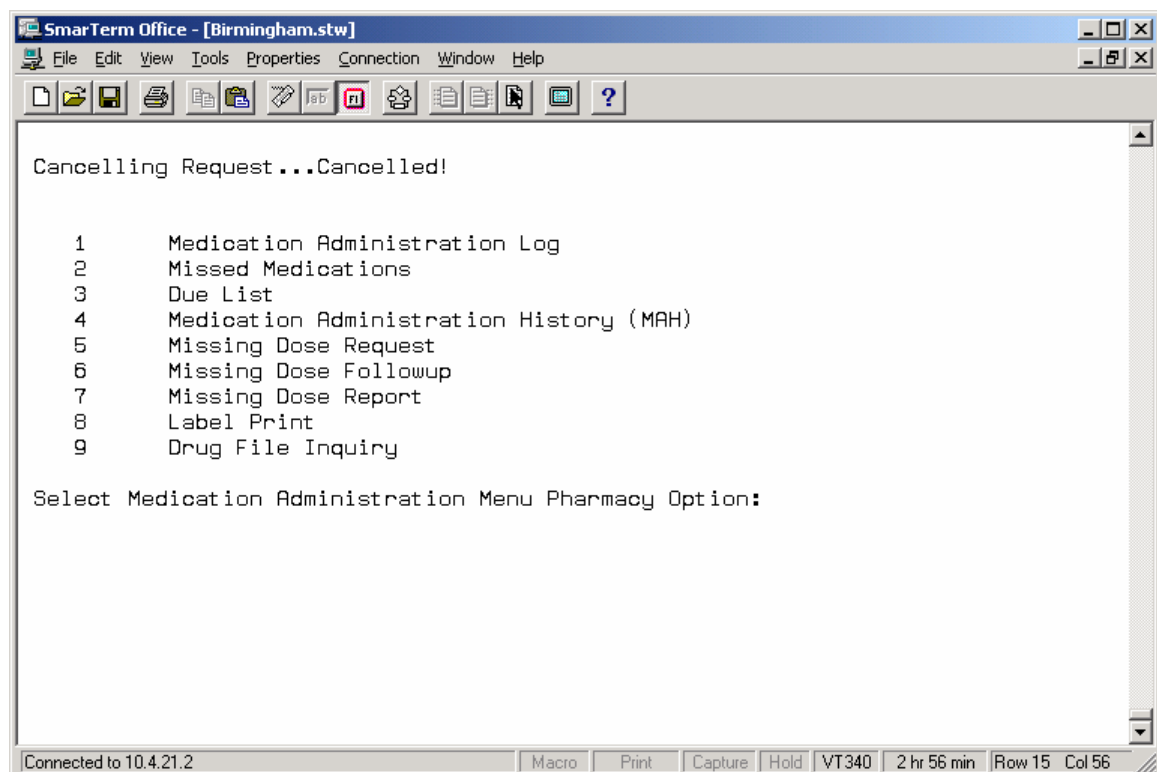 SmarTerm Office - [Birmingham.stw]
File Edit View Tools Properties Connection Window Help
ab FI ?
Cancelling Request...Cancelled!
1 Medication Administration Log
2 Missed Medications
3 Due List
4 Medication Administration History (MAH)
5 Missing Dose Request
6 Missing Dose Followup
7 Missing Dose Report
8 Label Print
9 Drug File Inquiry
Select Medication Administration Menu Pharmacy Option:
Connected to 10.4.21.2 Macro Print Capture Hold VT340 2 hr 56 min Row 15 Col 56